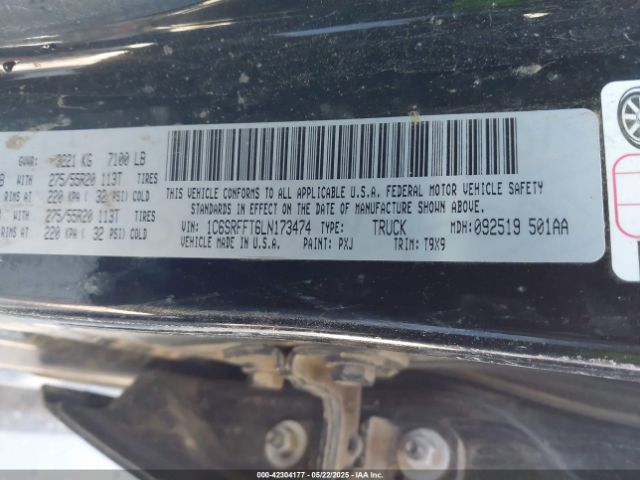 GVWR: 3221 KG 7100 LB
B WITH 275/55R20 113T TIRES
RIMS AT 220 KPA ( 32 PSI) COLD
WITH 275/55R20 113T TIRES
RIMS AT 220 KPA ( 32 PSI) COLD
THIS VEHICLE CONFORMS TO ALL APPLICABLE U.S.A. FEDERAL MOTOR VEHICLE SAFETY
STANDARDS IN EFFECT ON THE DATE OF MANUFACTURE SHOWN ABOVE.
VIN: 1C6SRFFT6LN173474 TYPE: TRUCK MDH: 092519 501AA
VEHICLE MADE IN U.S.A. PAINT: PXJ TRIM: T9X9
000-42304177 - 05/22/2025 - IAAI.COM